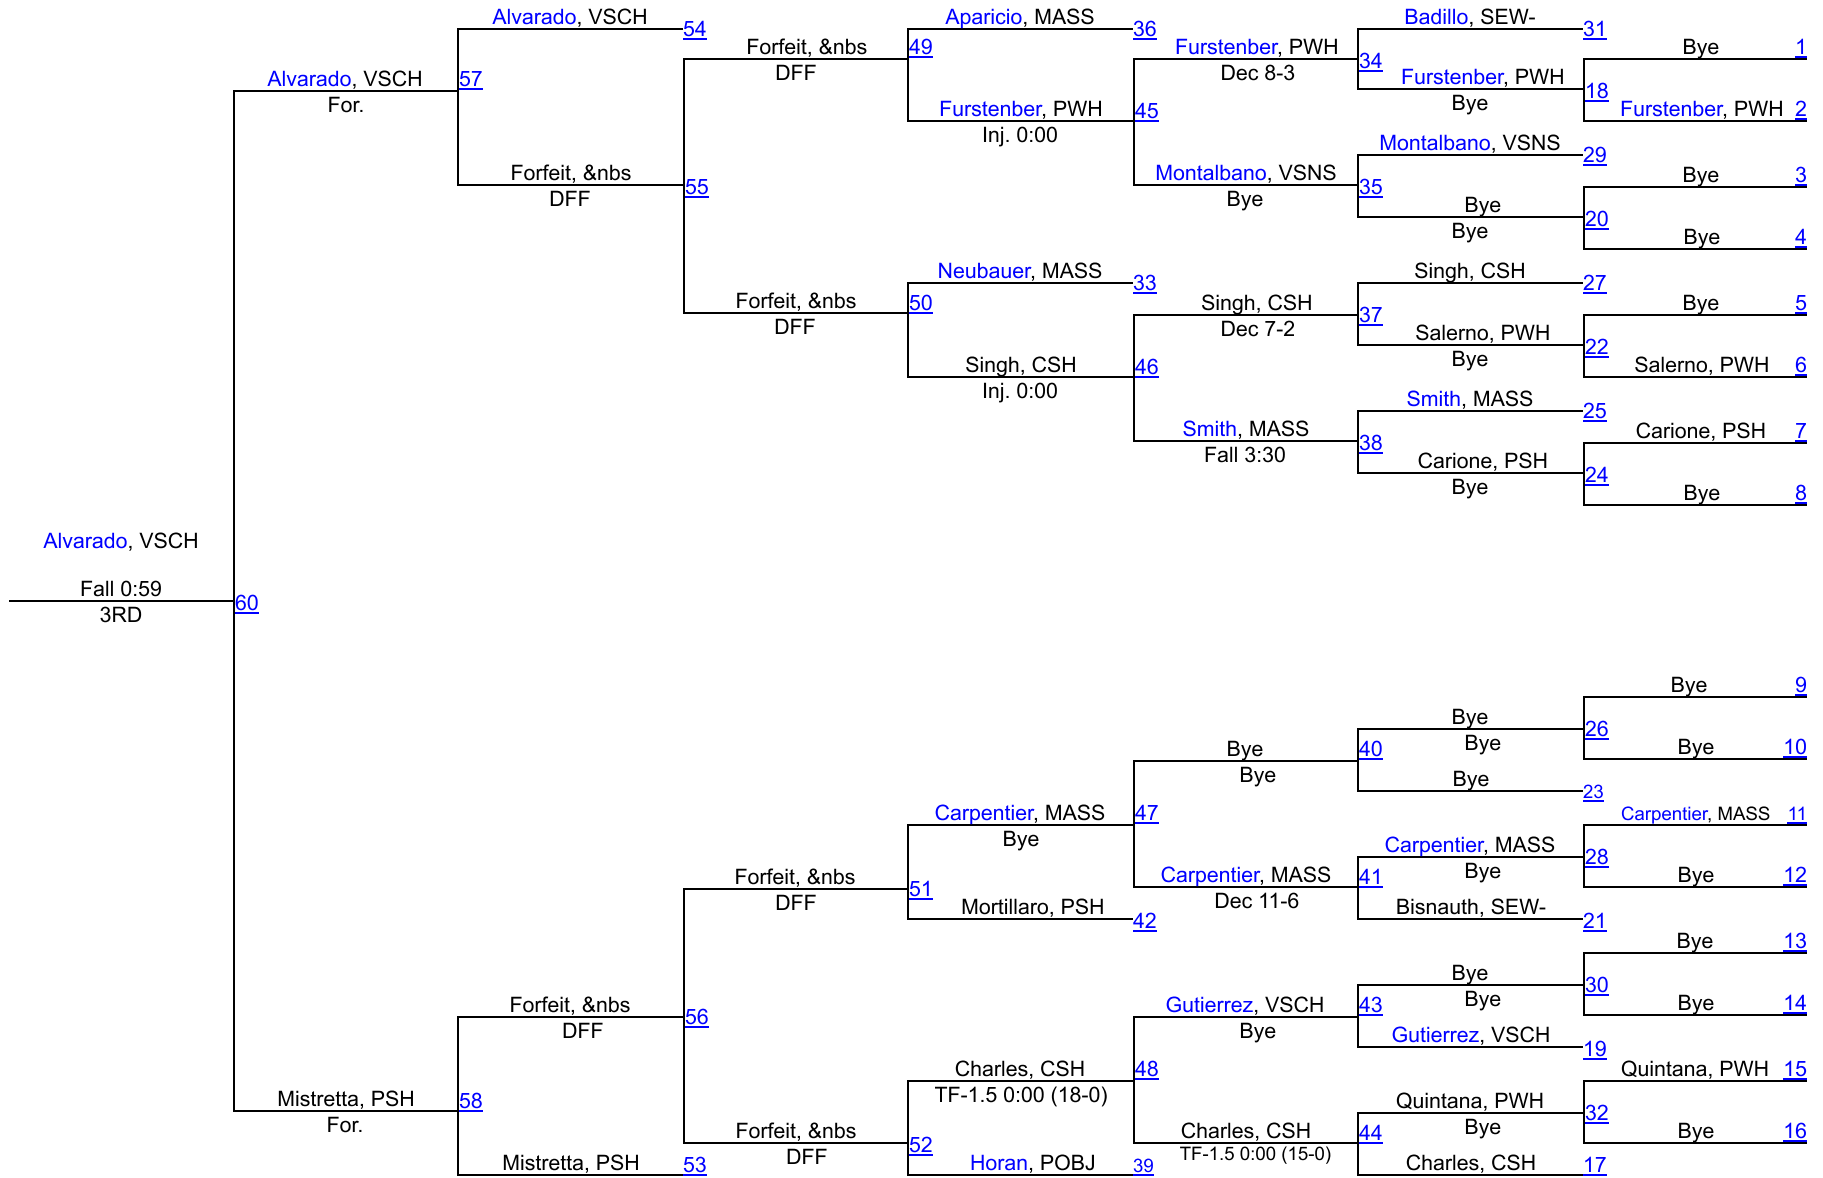 Alvarado, VSCH
54
Aparicio, MASS
36
Badillo, SEW-
31
Forfeit, &nbs
49
DFF
Furstenber, PWH
34
Dec 8-3
Bye
1
Alvarado, VSCH
57
For.
Furstenber, PWH
18
Bye
Furstenber, PWH
45
Inj. 0:00
Furstenber, PWH
2
Montalbano, VSNS
29
Forfeit, &nbs
55
DFF
Montalbano, VSNS
35
Bye
Bye
3
Bye
20
Bye
Bye
4
Neubauer, MASS
33
Singh, CSH
27
Forfeit, &nbs
50
DFF
Singh, CSH
37
Dec 7-2
Bye
5
Salerno, PWH
22
Bye
Singh, CSH
46
Inj. 0:00
Salerno, PWH
6
Smith, MASS
25
Smith, MASS
38
Fall 3:30
Carione, PSH
7
Carione, PSH
24
Bye
Bye
8
Alvarado, VSCH
Fall 0:59
60
3RD
Bye
9
Bye
26
Bye
Bye
40
Bye
Bye
10
Bye
23
Carpentier, MASS
47
Bye
Carpentier, MASS
11
Carpentier, MASS
28
Bye
Forfeit, &nbs
51
DFF
Carpentier, MASS
41
Dec 11-6
Bye
12
Mortillaro, PSH
42
Bisnauth, SEW-
21
Bye
13
Bye
30
Bye
Forfeit, &nbs
56
DFF
Gutierrez, VSCH
43
Bye
Bye
14
Gutierrez, VSCH
19
Charles, CSH
48
TF-1.5 0:00 (18-0)
Quintana, PWH
15
Mistretta, PSH
58
For.
Quintana, PWH
32
Bye
Forfeit, &nbs
52
DFF
Charles, CSH
44
TF-1.5 0:00 (15-0)
Bye
16
Mistretta, PSH
53
Horan, POBJ
39
Charles, CSH
17